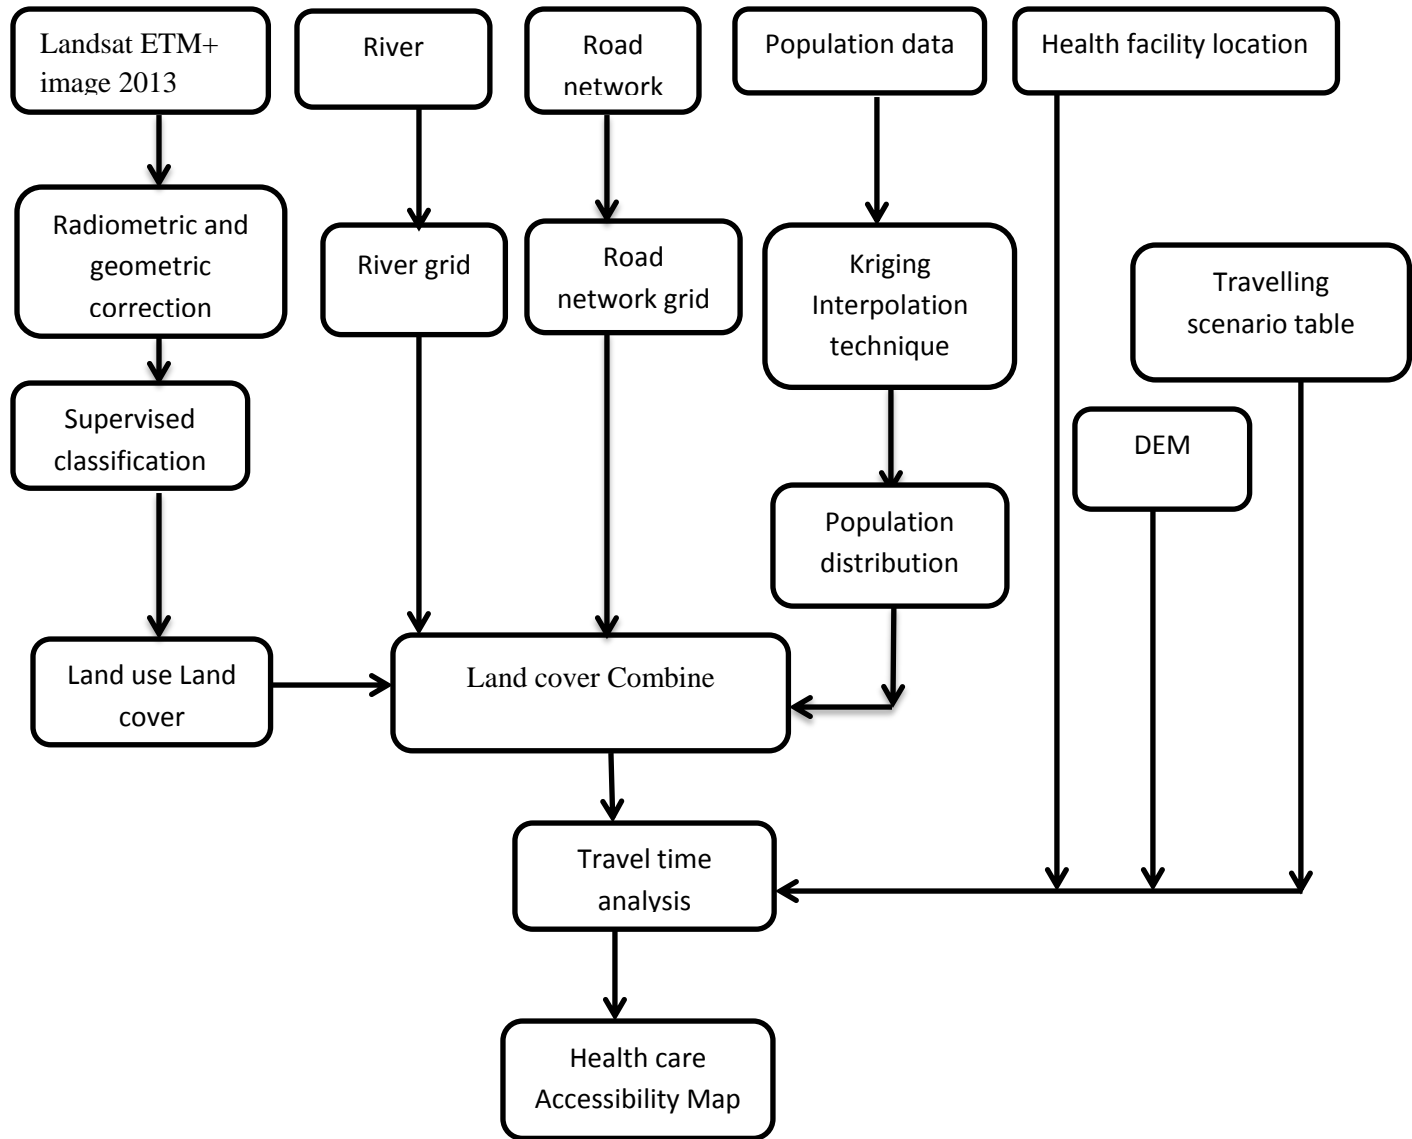 Landsat ETM+
image 2013
River
Road
network
Population data
Health facility location
Radiometric and
geometric
correction
River grid
Road
network grid
Kriging
Interpolation
technique
Travelling
scenario table
Supervised
classification
DEM
Population
distribution
Land use Land
cover
Land cover Combine
Travel time
analysis
Health care
Accessibility Map